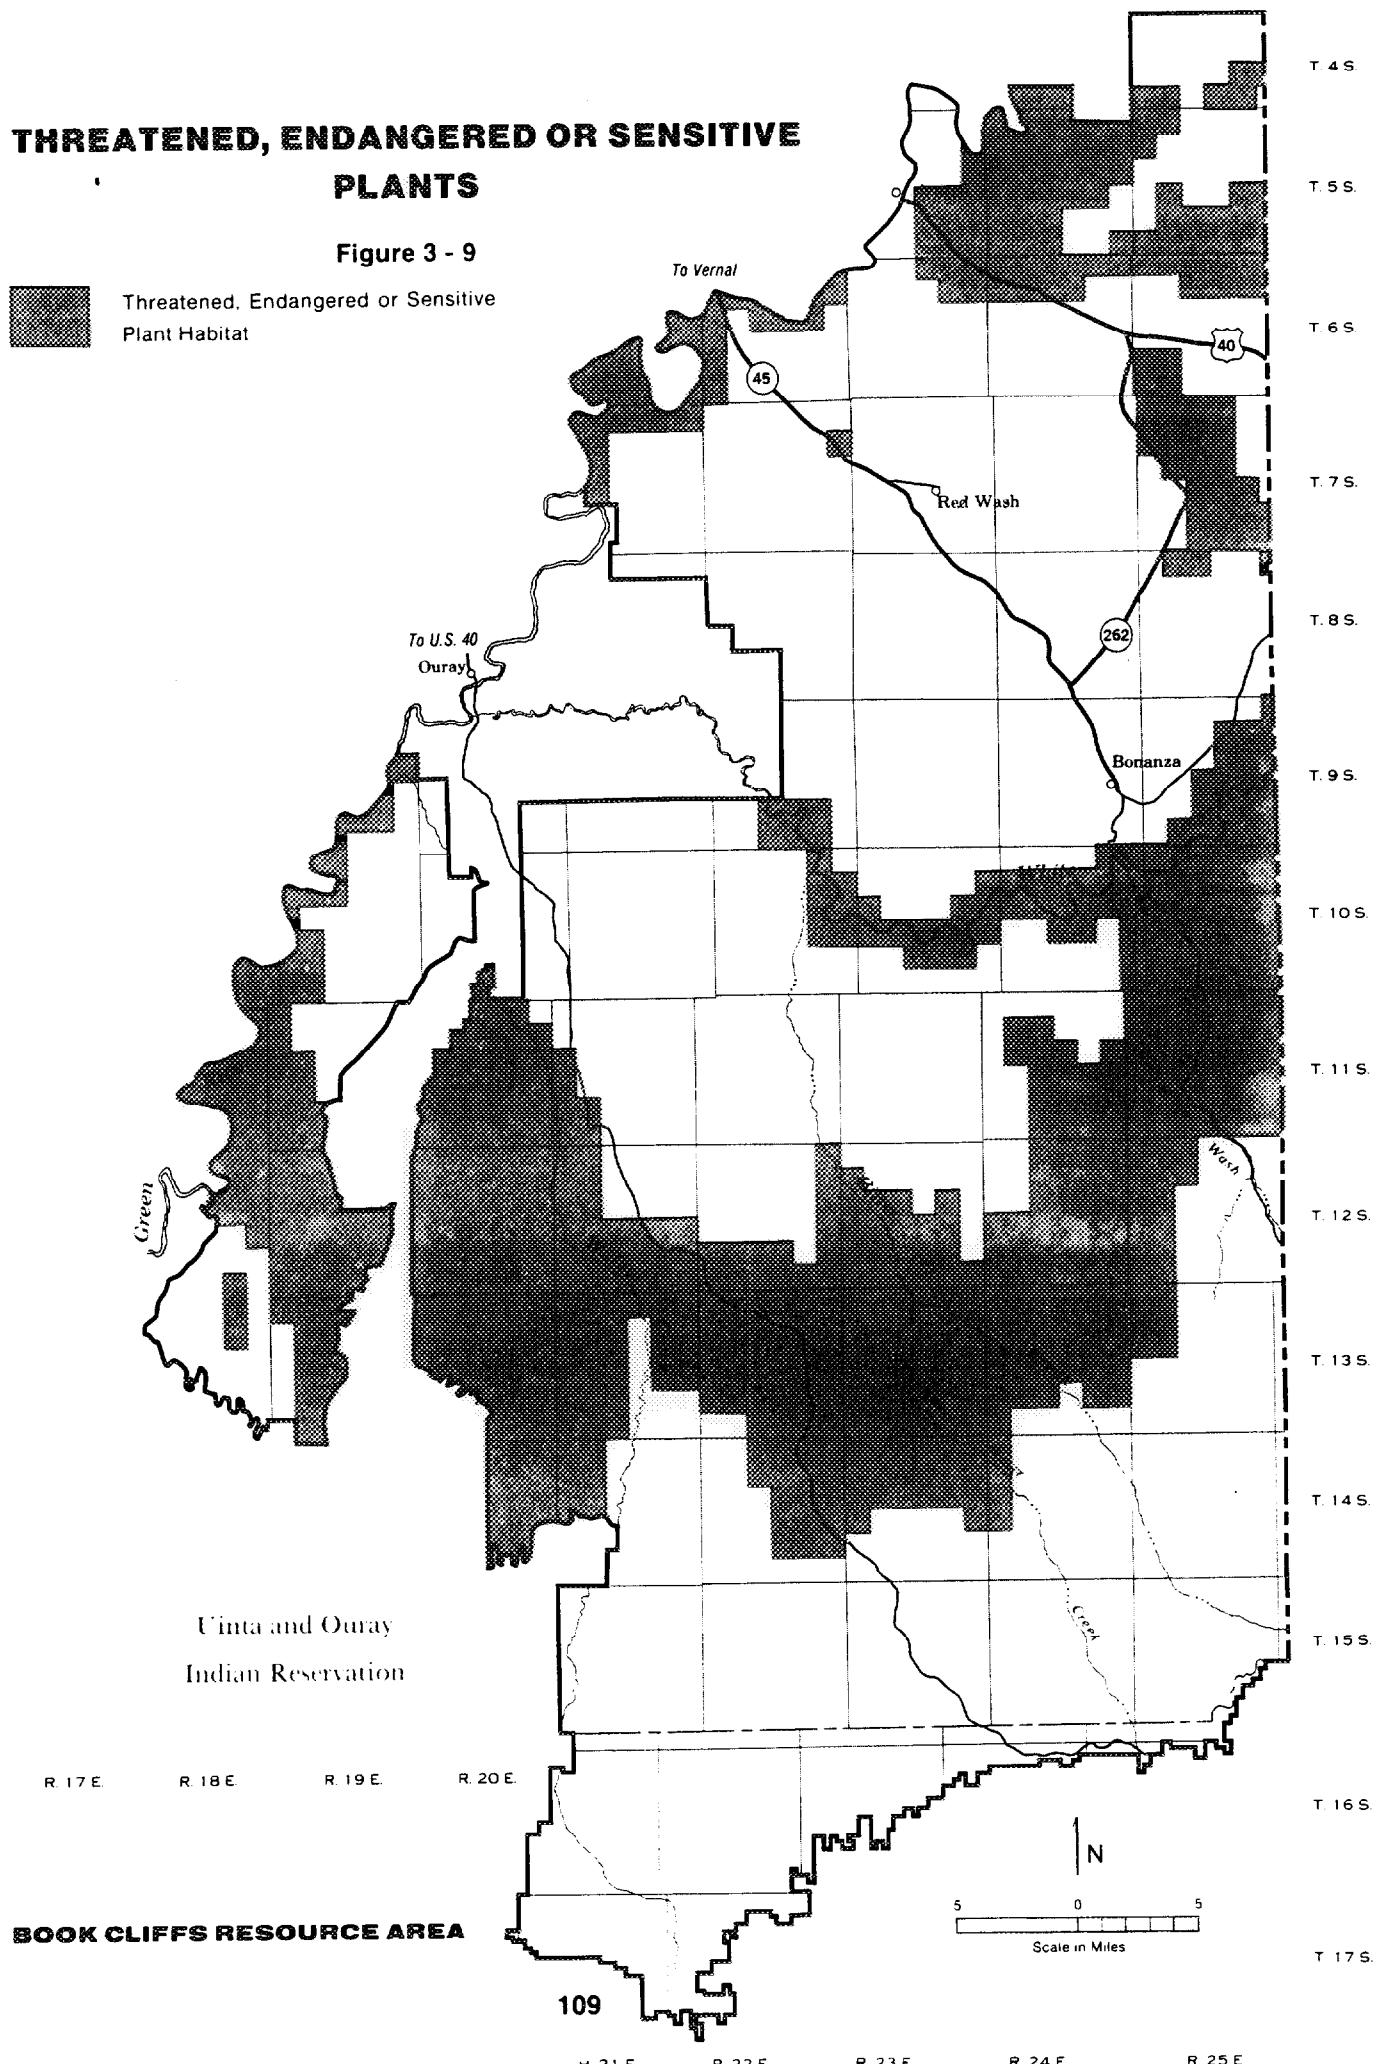 THREATENED, ENDANGERED OR SENSITIVE
PLANTS
Figure 3 - 9
Threatened, Endangered or Sensitive
Plant Habitat
To Vernal
45
40
Red Wash
262
To U.S. 40
Ouray
Bonanza
White
Wash
Green
Creek
Uinta and Ouray
Indian Reservation
T. 4 S.
T. 5 S.
T. 6 S.
T. 7 S.
T. 8 S.
T. 9 S.
T. 10 S.
T. 11 S.
T. 12 S.
T. 13 S.
T. 14 S.
T. 15 S.
T. 16 S.
T 17 S.
R. 17 E.
R. 18 E.
R. 19 E.
R. 20 E.
N
5 0 5
Scale in Miles
BOOK CLIFFS RESOURCE AREA
109
R. 22 E.
R. 23 E.
R. 24 E.
R. 25 E.